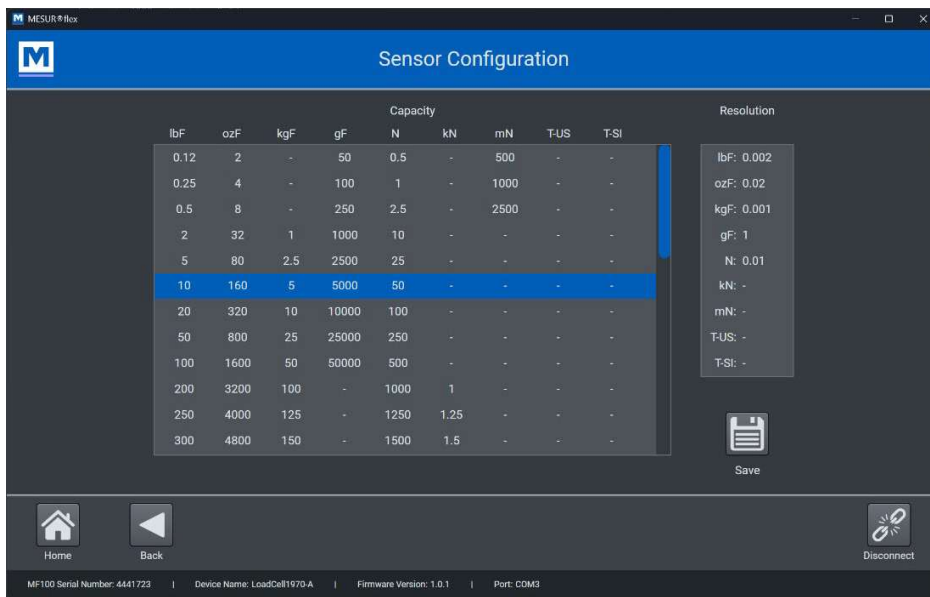 M MESUR®flex
M
Sensor Configuration
Capacity Resolution
lbF ozF kgF gF N kN mN T-US T-SI
0.12 2 - 50 0.5 - 500 - - lbF: 0.002
0.25 4 - 100 1 - 1000 - - ozF: 0.02
0.5 8 - 250 2.5 - 2500 - - kgF: 0.001
2 32 1 1000 10 - - - - gF: 1
5 80 2.5 2500 25 - - - - N: 0.01
10 160 5 5000 50 - - - - kN: -
20 320 10 10000 100 - - - - mN: -
50 800 25 25000 250 - - - - T-US: -
100 1600 50 50000 500 - - - - T-SI: -
200 3200 100 - 1000 1 - - -
250 4000 125 - 1250 1.25 - - -
300 4800 150 - 1500 1.5 - - -
Save
Home Back Disconnect
MF100 Serial Number: 4441723 | Device Name: LoadCell1970-A | Firmware Version: 1.0.1 | Port: COM3